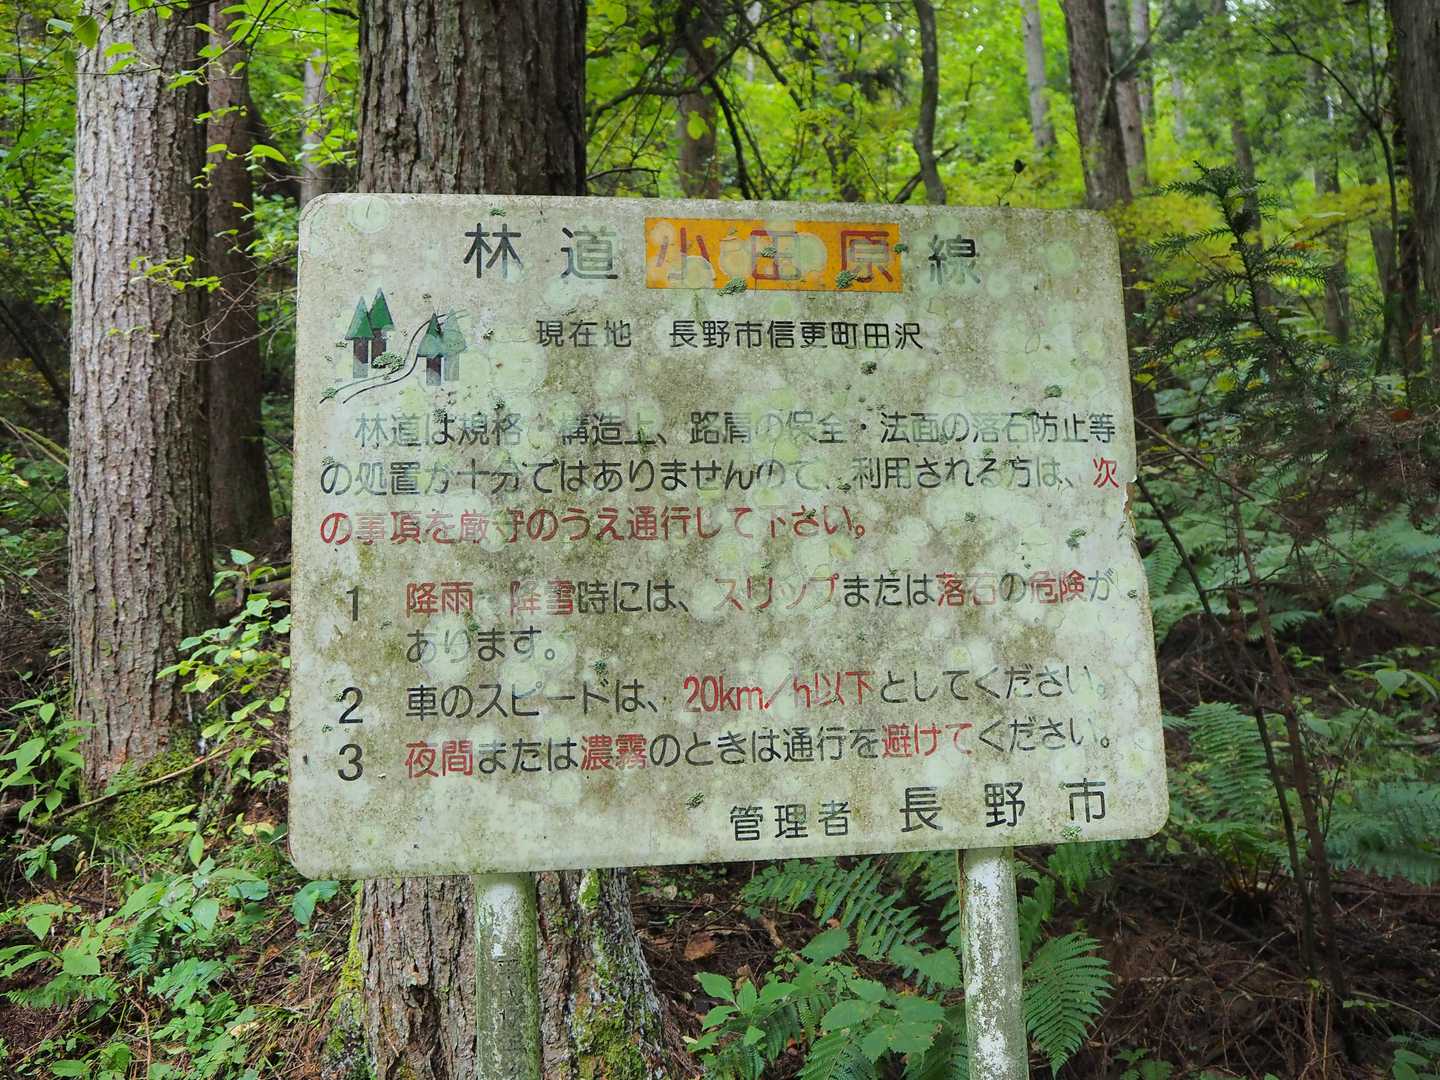 林道 小田原 線
現在地 長野市信更町田沢
林道は規格、構造上、路肩の保全・法面の落石防止等
の処置が十分ではありませんので、利用される方は、次
の事項を厳守のうえ通行して下さい。
1 降雨 降雪時には、スリップまたは落石の危険が
あります。
2 車のスピードは、20km/h以下としてください。
3 夜間または濃霧のときは通行を避けてください。
管理者 長野市